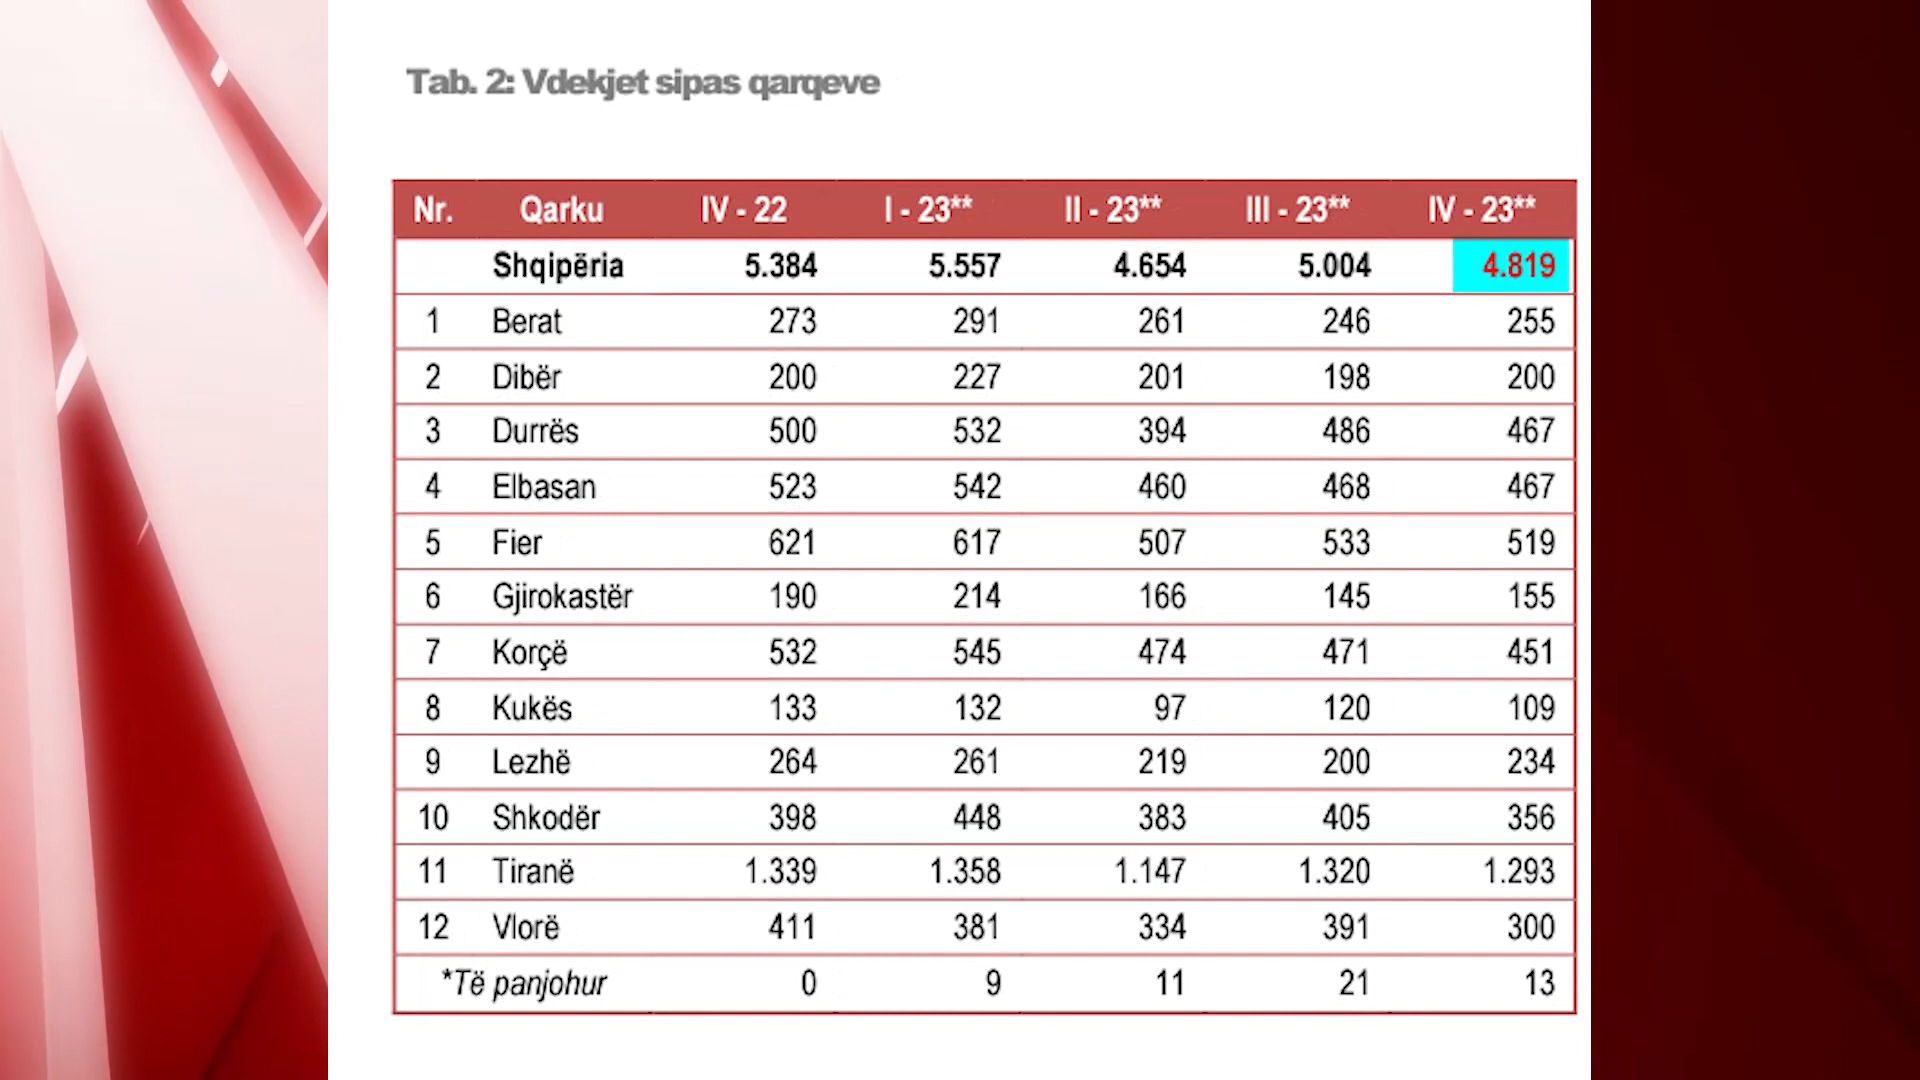 Tab. 2: Vdekjet sipas qarqeve
Nr. Qarku IV - 22 I - 23** II - 23** III - 23** IV - 23**
Shqipëria 5.384 5.557 4.654 5.004 4.819
1 Berat 273 291 261 246 255
2 Dibër 200 227 201 198 200
3 Durrës 500 532 394 486 467
4 Elbasan 523 542 460 468 467
5 Fier 621 617 507 533 519
6 Gjirokastër 190 214 166 145 155
7 Korçë 532 545 474 471 451
8 Kukës 133 132 97 120 109
9 Lezhë 264 261 219 200 234
10 Shkodër 398 448 383 405 356
11 Tiranë 1.339 1.358 1.147 1.320 1.293
12 Vlorë 411 381 334 391 300
*Të panjohur 0 9 11 21 13